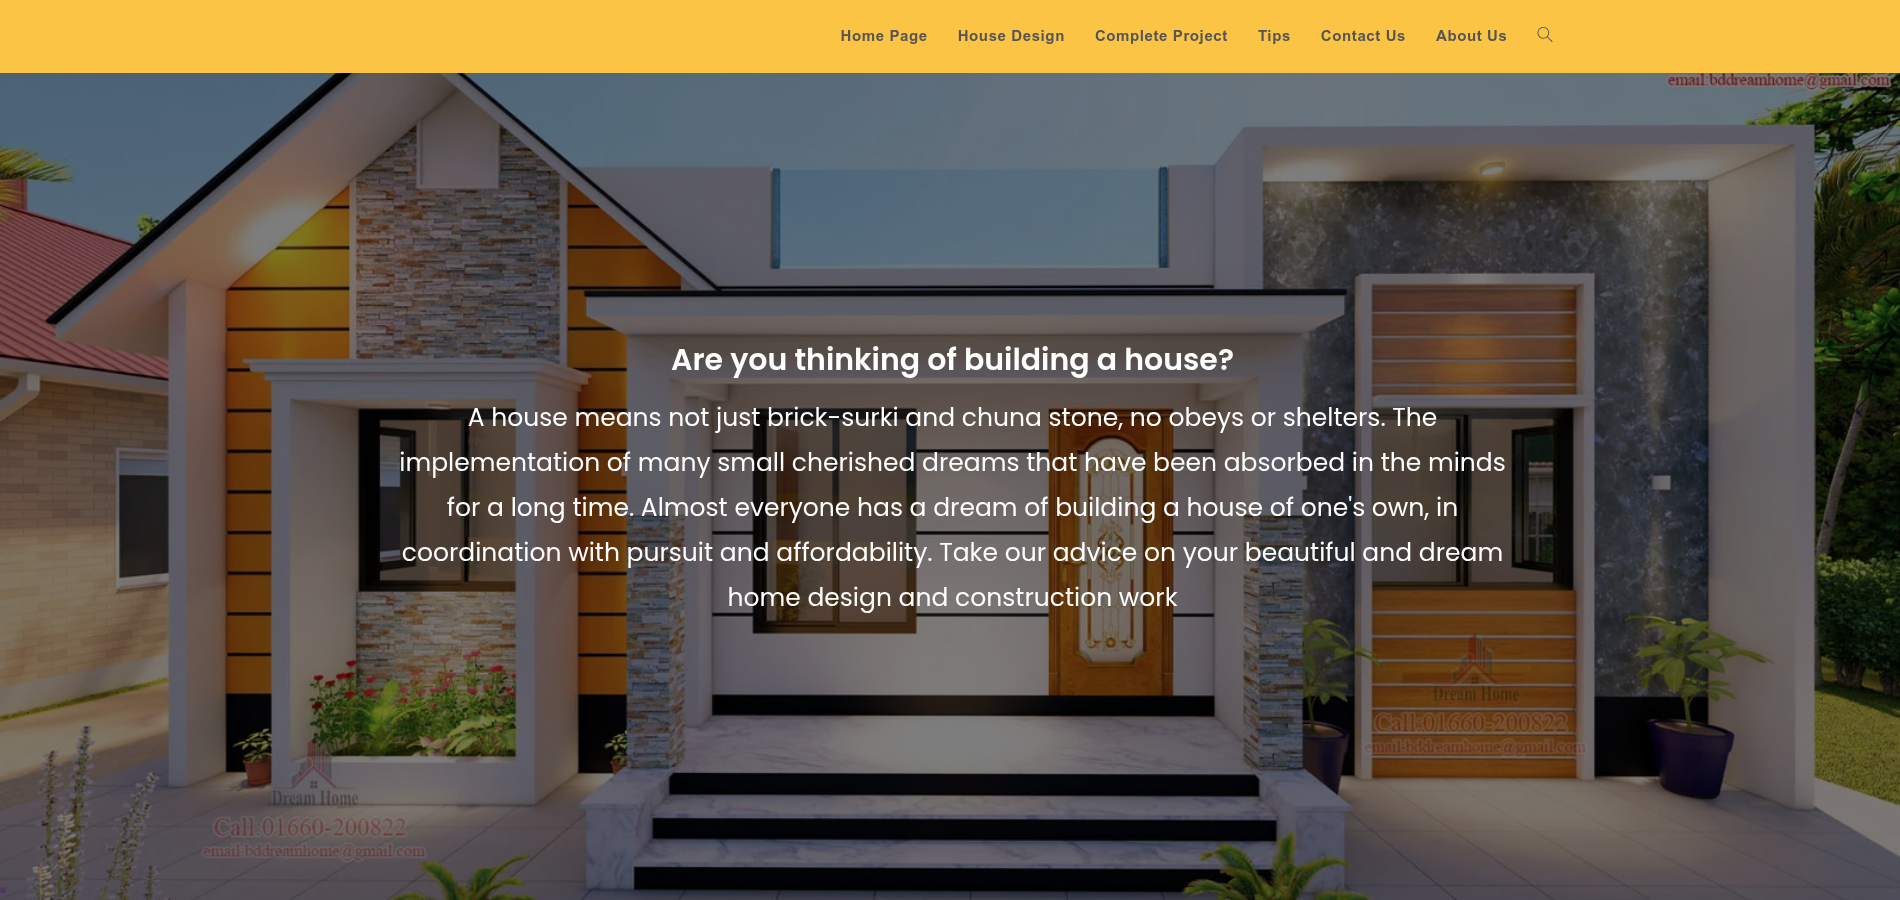 Home Page House Design Complete Project Tips Contact Us About Us
email:bddreamhome@gmail.com
Are you thinking of building a house?
A house means not just brick-surki and chuna stone, no obeys or shelters. The
implementation of many small cherished dreams that have been absorbed in the minds
for a long time. Almost everyone has a dream of building a house of one's own, in
coordination with pursuit and affordability. Take our advice on your beautiful and dream
home design and construction work
Dream Home
Call:01660-200822
email-bddreamhome@gmail.com
Dream Home
Call:01660-200822
email-bddreamhome@gmail.com